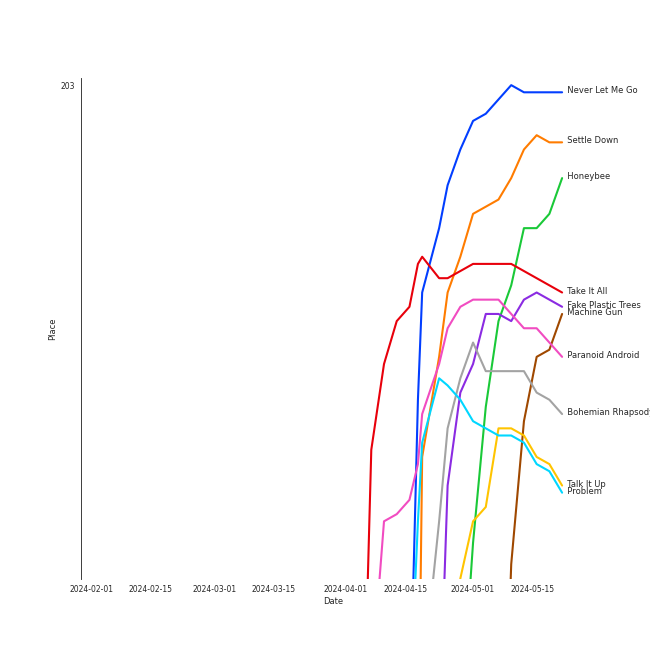 203
Never Let Me Go
Settle Down
Honeybee
Take It All
Fake Plastic Trees
Machine Gun
Paranoid Android
Bohemian Rhapsod
Talk It Up
Problem
Place
2024-02-01
2024-02-15
2024-03-01
2024-03-15
2024-04-01
2024-04-15
2024-05-01
2024-05-15
Date